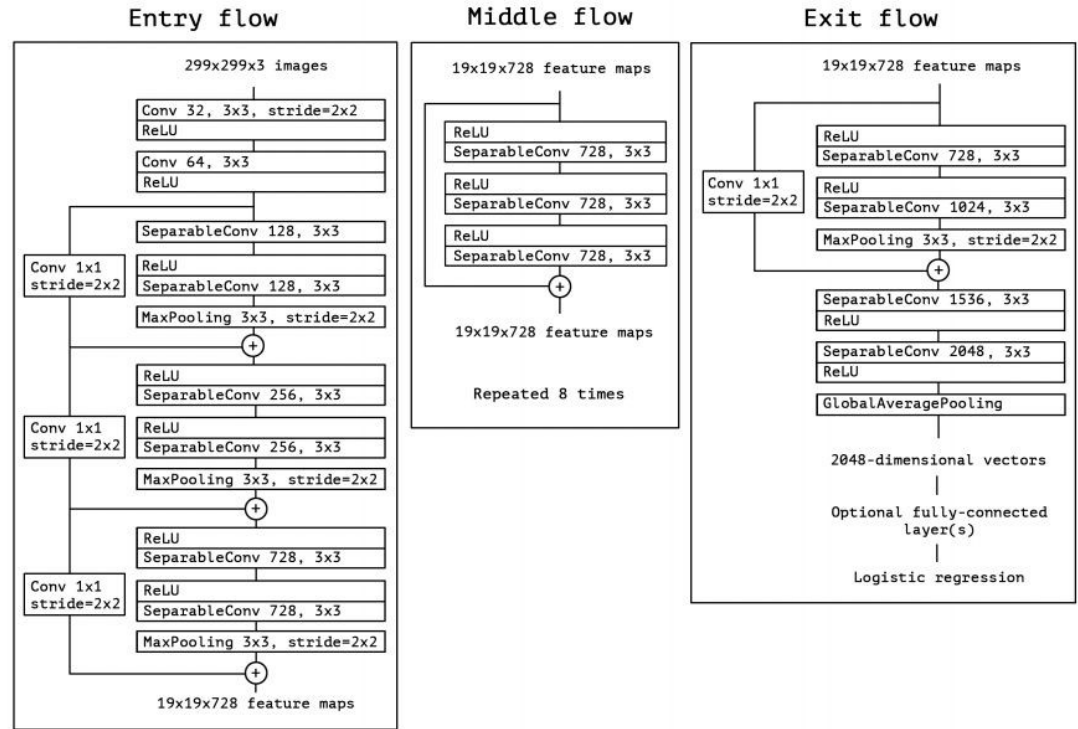 Entry flow
299x299x3 images
Conv 32, 3x3, stride=2x2
ReLU
Conv 64, 3x3
ReLU
SeparableConv 128, 3x3
Conv 1x1
stride=2x2
ReLU
SeparableConv 128, 3x3
MaxPooling 3x3, stride=2x2
+
ReLU
SeparableConv 256, 3x3
Conv 1x1
stride=2x2
ReLU
SeparableConv 256, 3x3
MaxPooling 3x3, stride=2x2
+
ReLU
SeparableConv 728, 3x3
Conv 1x1
stride=2x2
ReLU
SeparableConv 728, 3x3
MaxPooling 3x3, stride=2x2
+
19x19x728 feature maps
Middle flow
19x19x728 feature maps
ReLU
SeparableConv 728, 3x3
ReLU
SeparableConv 728, 3x3
ReLU
SeparableConv 728, 3x3
+
19x19x728 feature maps
Repeated 8 times
Exit flow
19x19x728 feature maps
ReLU
SeparableConv 728, 3x3
Conv 1x1
stride=2x2
ReLU
SeparableConv 1024, 3x3
MaxPooling 3x3, stride=2x2
+
SeparableConv 1536, 3x3
ReLU
SeparableConv 2048, 3x3
ReLU
GlobalAveragePooling
2048-dimensional vectors
Optional fully-connected
layer(s)
Logistic regression